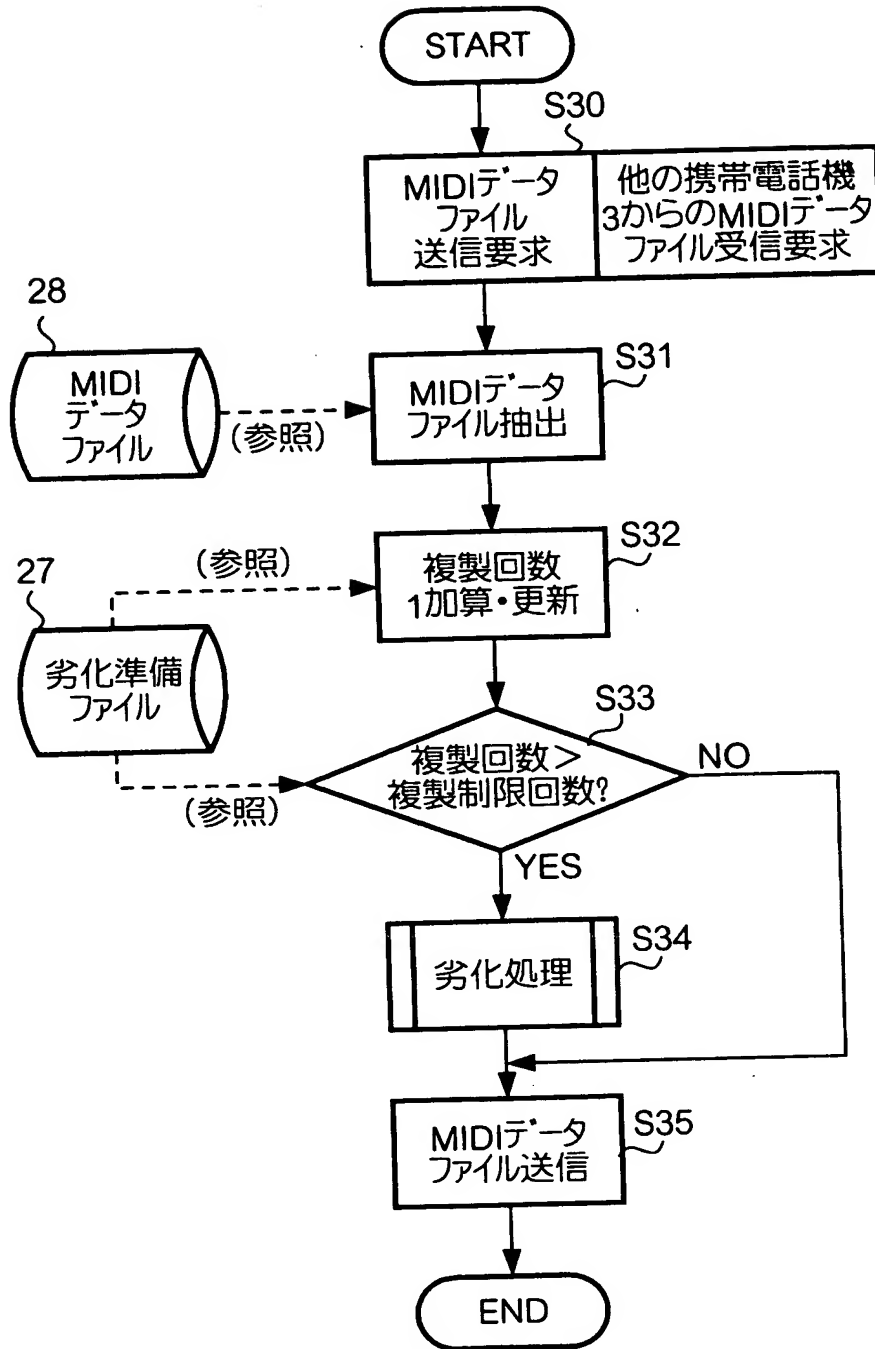 START
S30
MIDIデータ
ファイル
送信要求
他の携帯電話機
3からのMIDIデータ
ファイル受信要求
28
MIDI
データ
ファイル
(参照)
S31
MIDIデータ
ファイル抽出
S32
複製回数
1加算・更新
(参照)
27
劣化準備
ファイル
(参照)
S33
複製回数>
複製制限回数?
NO
YES
S34
劣化処理
S35
MIDIデータ
ファイル送信
END